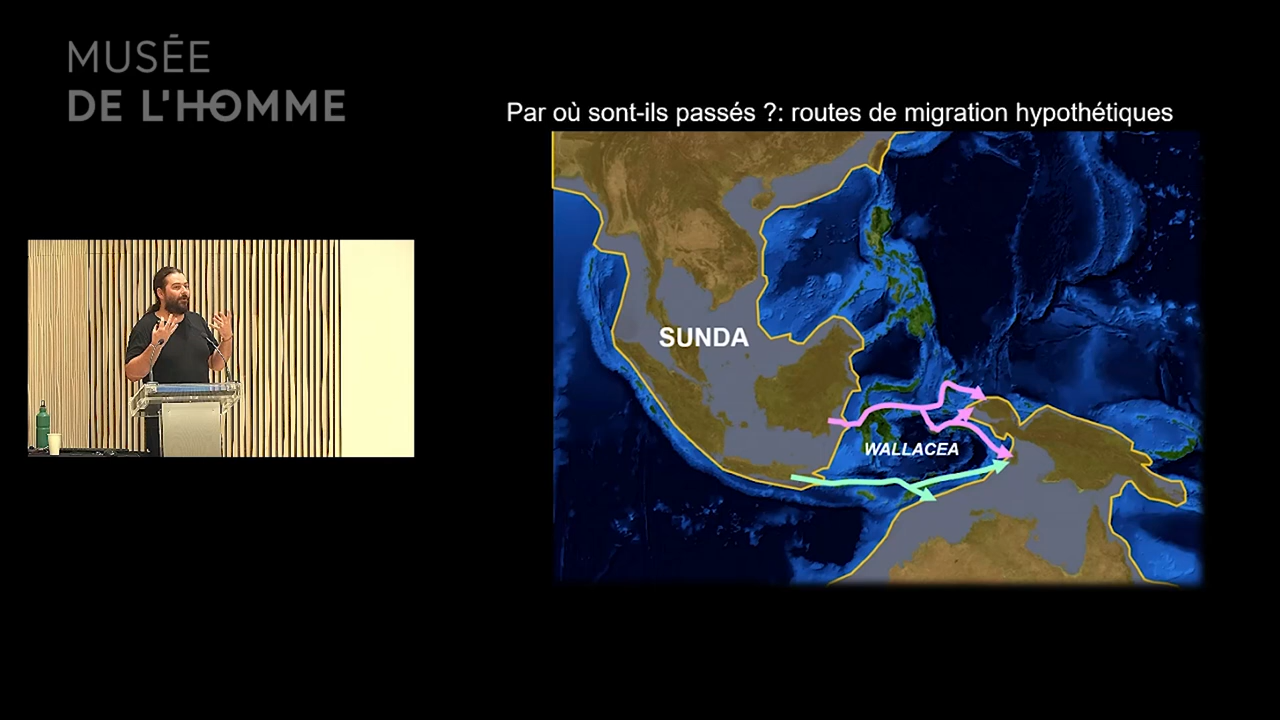 MUSÉE
DE L'HOMME
Par où sont-ils passés ?: routes de migration hypothétiques
SUNDA
WALLACEA